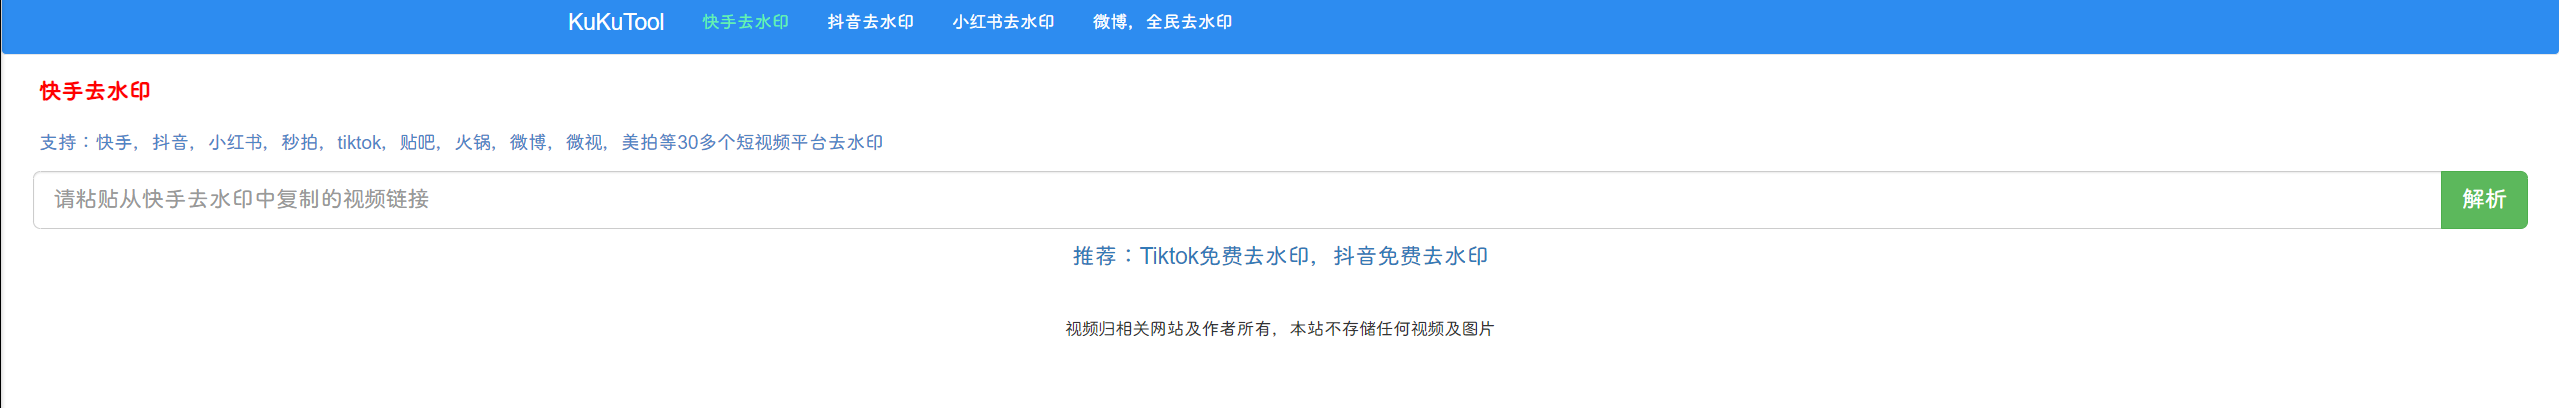 KuKuTool 快手去水印 抖音去水印 小红书去水印 微博，全民去水印
快手去水印
支持：快手，抖音，小红书，秒拍，tiktok，贴吧，火锅，微博，微视，美拍等30多个短视频平台去水印
请粘贴从快手去水印中复制的视频链接 解析
推荐：Tiktok免费去水印，抖音免费去水印
视频归相关网站及作者所有，本站不存储任何视频及图片